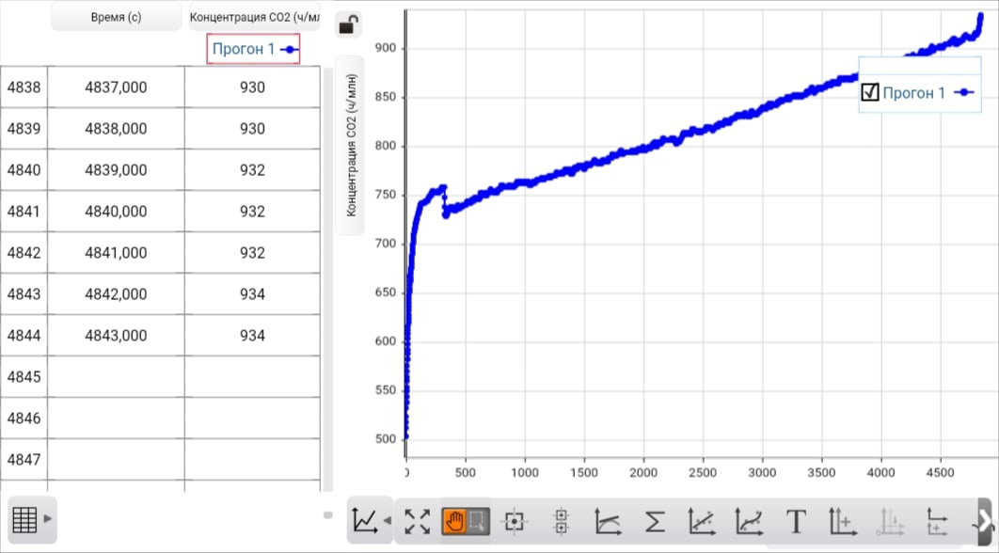 Время (с)
Концентрация CO2 (ч/мл
Прогон 1
4838 4837,000 930
4839 4838,000 930
4840 4839,000 932
4841 4840,000 932
4842 4841,000 932
4843 4842,000 934
4844 4843,000 934
4845
4846
4847
Концентрация CO2 (ч/млн)
900
850
800
750
700
650
600
550
500
0 500 1000 1500 2000 2500 3000 3500 4000 4500
Прогон 1
Σ
T